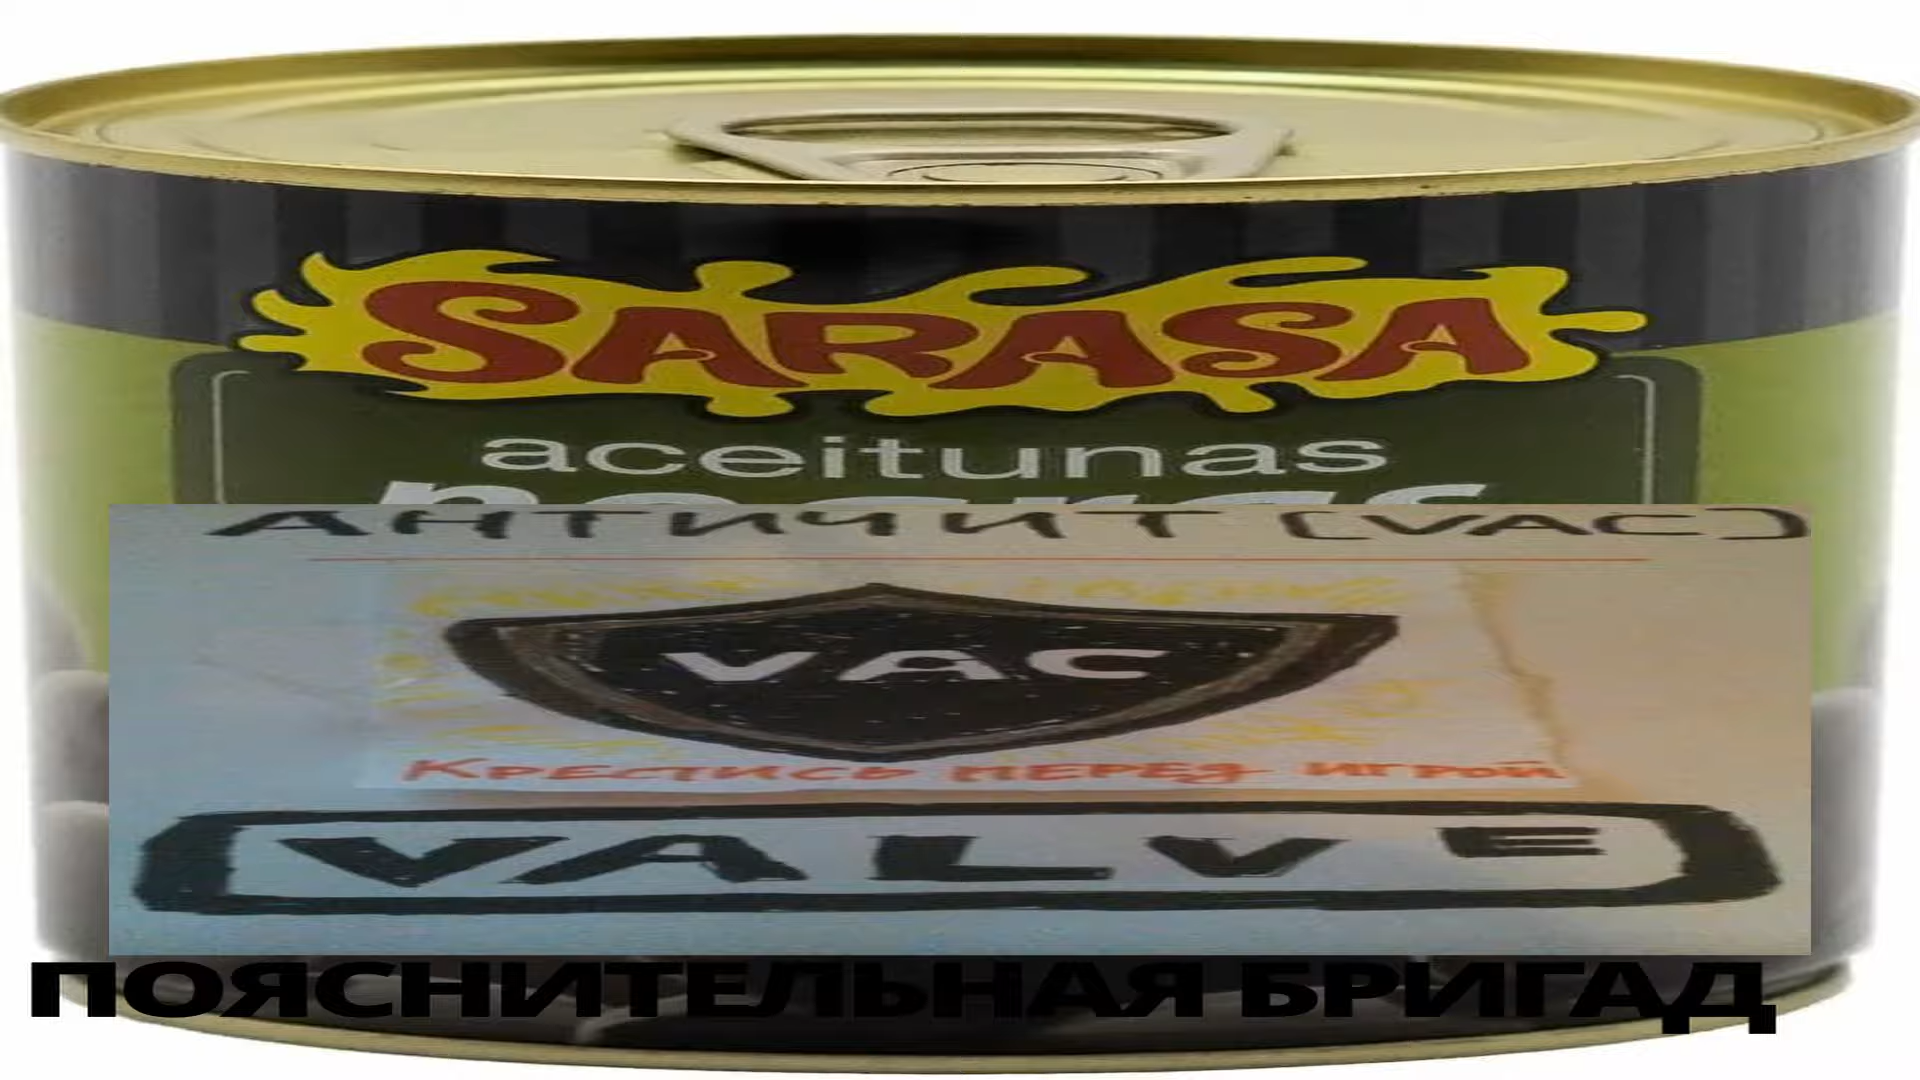 SARASA
aceitunas
АНТИЧИТ [VAC]
VAC
КРЕСТИСЬ ПЕРЕД ИГРОЙ
VALVE
ПОЯСНИТЕЛЬНАЯ БРИГАД